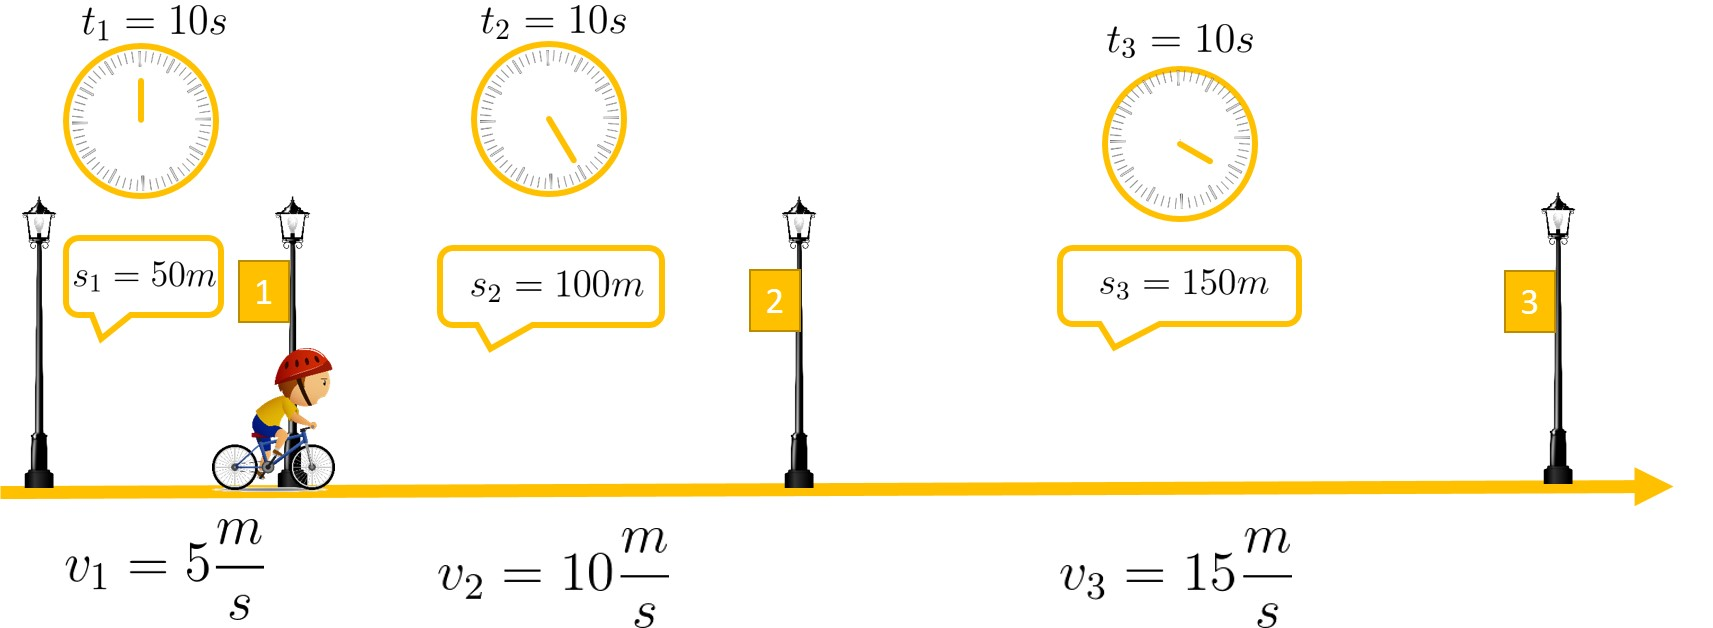 t₁ = 10s
t₂ = 10s
t₃ = 10s
s₁ = 50m
1
s₂ = 100m
2
s₃ = 150m
3
v₁ = 5 m/s
v₂ = 10 m/s
v₃ = 15 m/s